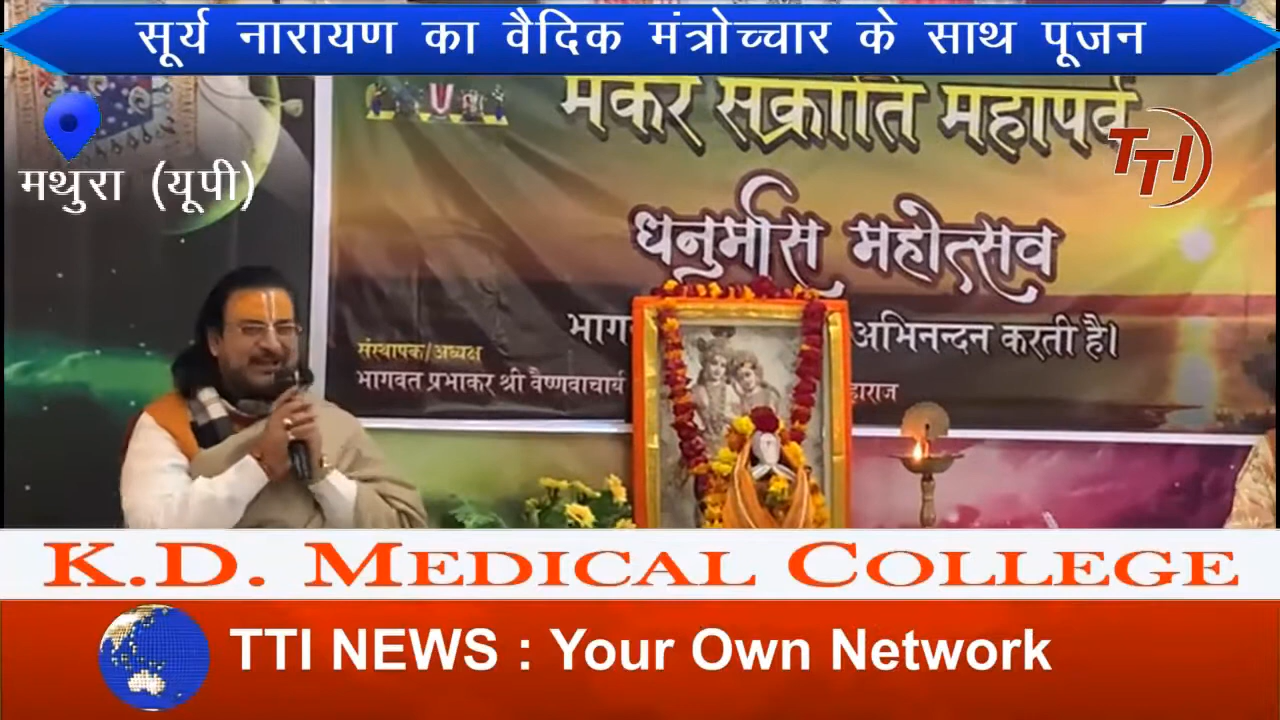 सूर्य नारायण का वैदिक मंत्रोच्चार के साथ पूजन
मकर सक्रांति महापर्व
TTI
मथुरा (यूपी)
धनुर्मास महोत्सव
अभिनन्दन करती है।
संस्थापक/अध्यक्ष
भागवत प्रभाकर श्री वैष्णवाचार्य
K.D. MEDICAL COLLEGE
TTI NEWS : Your Own Network